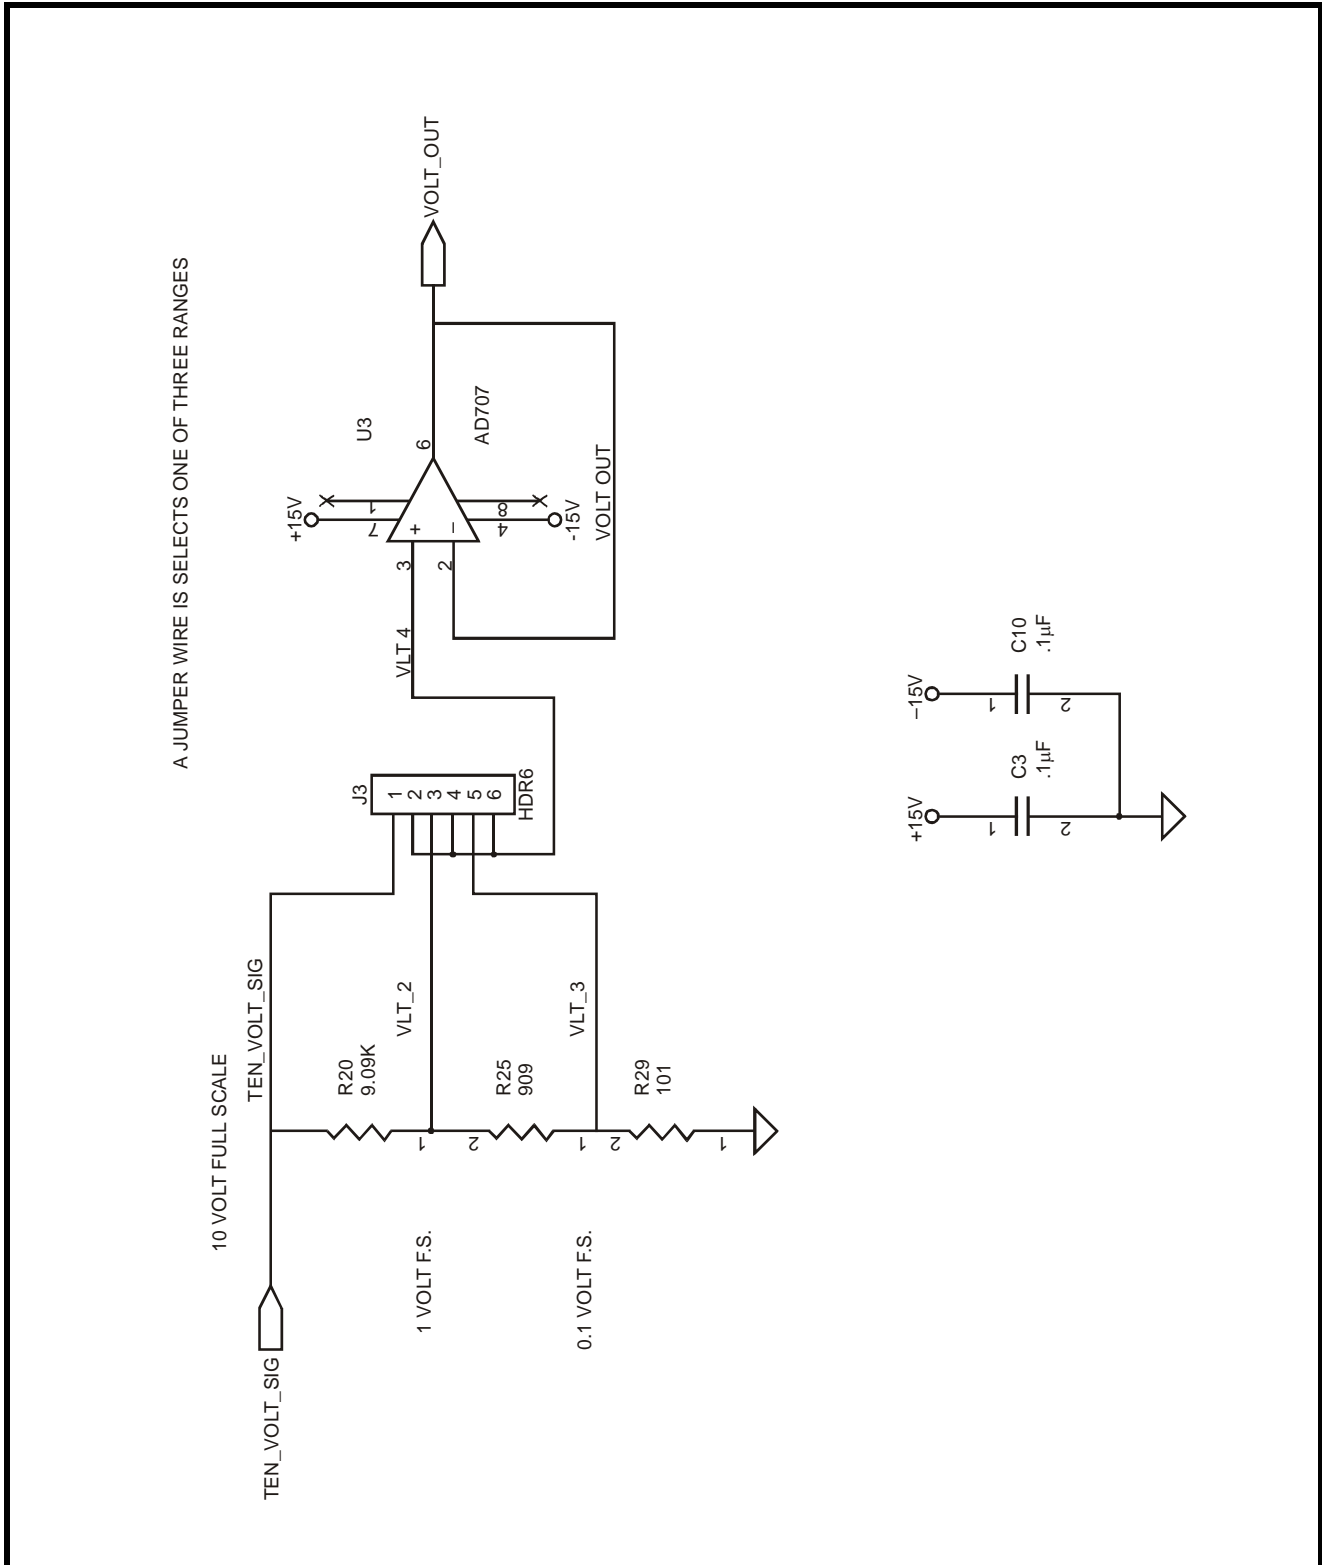 A JUMPER WIRE IS SELECTS ONE OF THREE RANGES
10 VOLT FULL SCALE
TEN_VOLT_SIG
TEN_VOLT_SIG
R20
9.09K
1
1 VOLT F.S.
VLT_2
2
R25
909
1
0.1 VOLT F.S.
VLT_3
2
R29
101
1
J3
1
2
3
4
5
6
HDR6
VLT 4
3
2
+15V
7
1
+
–
4
8
-15V
U3
6
AD707
VOLT OUT
VOLT_OUT
+15V
1
C3
.1µF
2
–15V
1
C10
.1µF
2